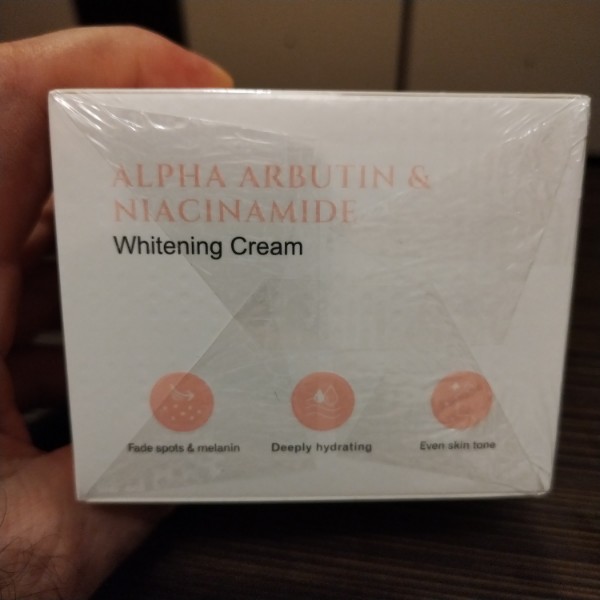 ALPHA ARBUTIN &
NIACINAMIDE
Whitening Cream
Fade spots & melanin
Deeply hydrating
Even skin tone